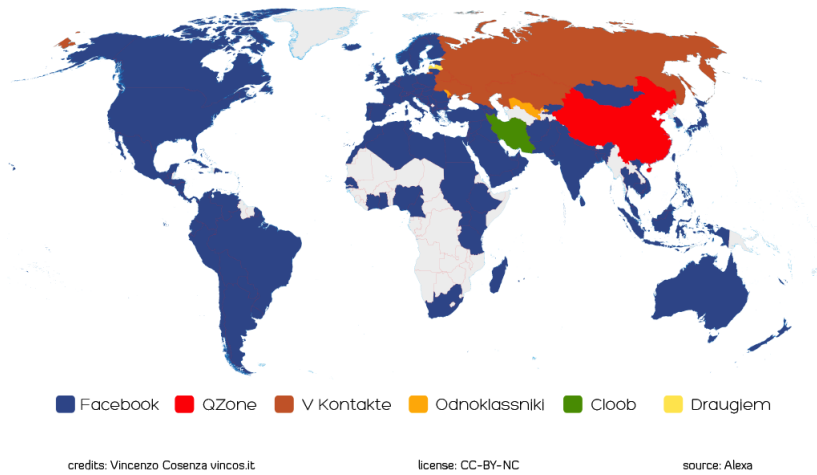 Facebook QZone V Kontakte Odnoklassniki Cloob Draugiem
credits: Vincenzo Cosenza vincos.it license: CC-BY-NC source: Alexa